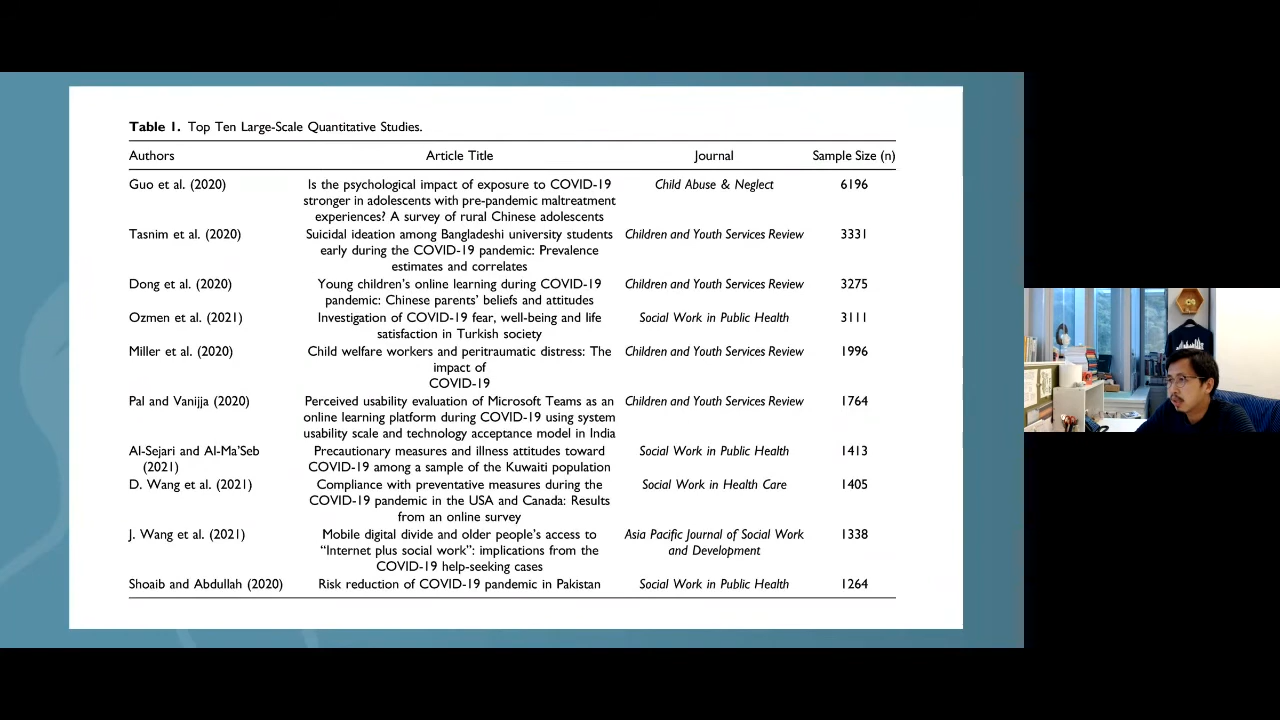 Table 1. Top Ten Large-Scale Quantitative Studies.
Authors Article Title Journal Sample Size (n)
Guo et al. (2020) Is the psychological impact of exposure to COVID-19 Child Abuse & Neglect 6196
stronger in adolescents with pre-pandemic maltreatment
experiences? A survey of rural Chinese adolescents
Tasnim et al. (2020) Suicidal ideation among Bangladeshi university students Children and Youth Services Review 3331
early during the COVID-19 pandemic: Prevalence
estimates and correlates
Dong et al. (2020) Young children's online learning during COVID-19 Children and Youth Services Review 3275
pandemic: Chinese parents' beliefs and attitudes
Ozmen et al. (2021) Investigation of COVID-19 fear, well-being and life Social Work in Public Health 3111
satisfaction in Turkish society
Miller et al. (2020) Child welfare workers and peritraumatic distress: The Children and Youth Services Review 1996
impact of
COVID-19
Pal and Vanijja (2020) Perceived usability evaluation of Microsoft Teams as an Children and Youth Services Review 1764
online learning platform during COVID-19 using system
usability scale and technology acceptance model in India
Al-Sejari and Al-Ma'Seb Precautionary measures and illness attitudes toward Social Work in Public Health 1413
(2021) COVID-19 among a sample of the Kuwaiti population
D. Wang et al. (2021) Compliance with preventative measures during the Social Work in Health Care 1405
COVID-19 pandemic in the USA and Canada: Results
from an online survey
J. Wang et al. (2021) Mobile digital divide and older people's access to Asia Pacific Journal of Social Work 1338
“Internet plus social work”: implications from the and Development
COVID-19 help-seeking cases
Shoaib and Abdullah (2020) Risk reduction of COVID-19 pandemic in Pakistan Social Work in Public Health 1264